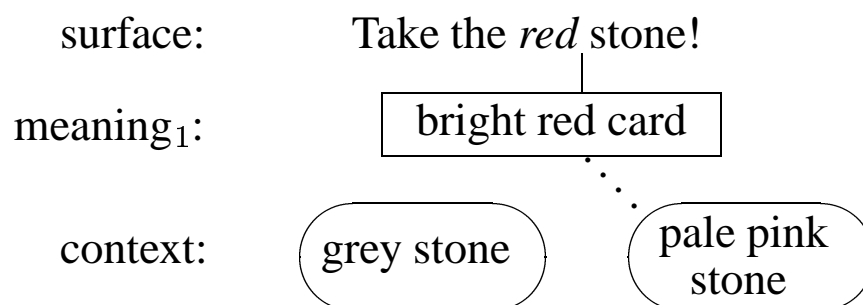 surface: Take the red stone!
meaning₁: bright red card
context: grey stone pale pink
stone